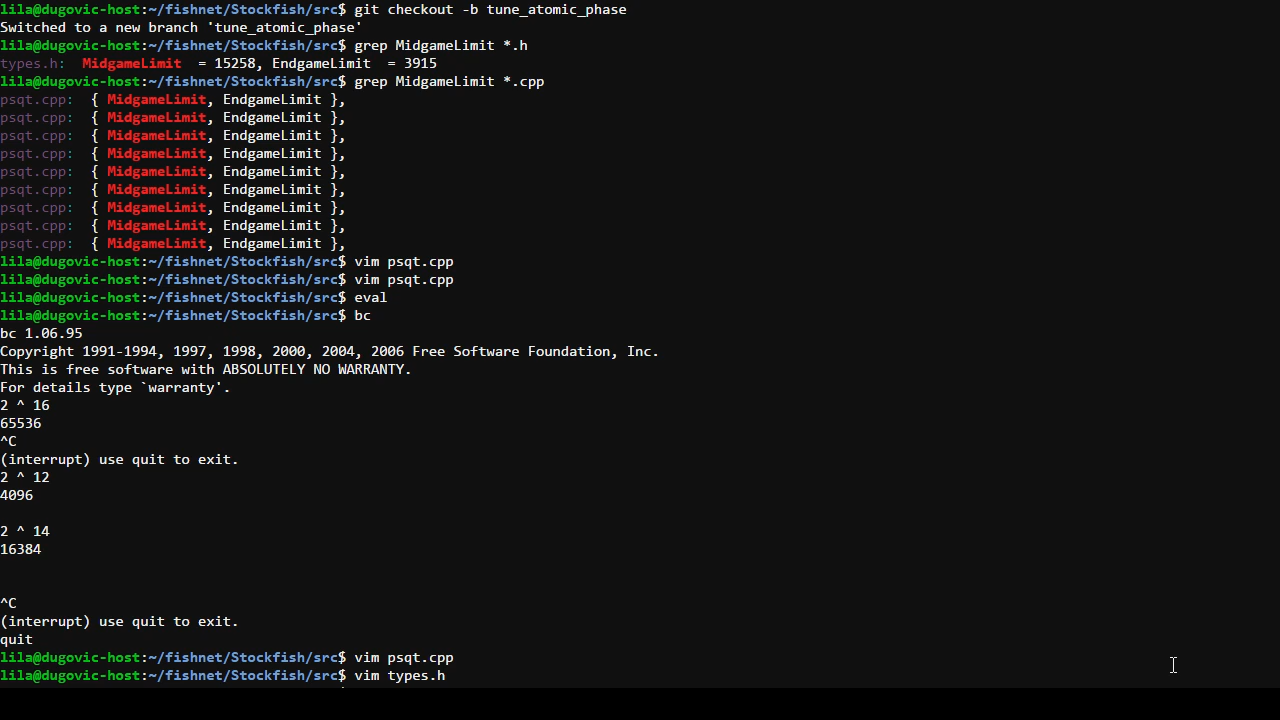 lila@dugovic-host:~/fishnet/Stockfish/src$ git checkout -b tune_atomic_phase
Switched to a new branch 'tune_atomic_phase'
lila@dugovic-host:~/fishnet/Stockfish/src$ grep MidgameLimit *.h
types.h:  MidgameLimit  = 15258, EndgameLimit  = 3915
lila@dugovic-host:~/fishnet/Stockfish/src$ grep MidgameLimit *.cpp
psqt.cpp:  { MidgameLimit, EndgameLimit },
psqt.cpp:  { MidgameLimit, EndgameLimit },
psqt.cpp:  { MidgameLimit, EndgameLimit },
psqt.cpp:  { MidgameLimit, EndgameLimit },
psqt.cpp:  { MidgameLimit, EndgameLimit },
psqt.cpp:  { MidgameLimit, EndgameLimit },
psqt.cpp:  { MidgameLimit, EndgameLimit },
psqt.cpp:  { MidgameLimit, EndgameLimit },
psqt.cpp:  { MidgameLimit, EndgameLimit },
lila@dugovic-host:~/fishnet/Stockfish/src$ vim psqt.cpp
lila@dugovic-host:~/fishnet/Stockfish/src$ vim psqt.cpp
lila@dugovic-host:~/fishnet/Stockfish/src$ eval
lila@dugovic-host:~/fishnet/Stockfish/src$ bc
bc 1.06.95
Copyright 1991-1994, 1997, 1998, 2000, 2004, 2006 Free Software Foundation, Inc.
This is free software with ABSOLUTELY NO WARRANTY.
For details type `warranty'.
2 ^ 16
65536
^C
(interrupt) use quit to exit.
2 ^ 12
4096
2 ^ 14
16384
^C
(interrupt) use quit to exit.
quit
lila@dugovic-host:~/fishnet/Stockfish/src$ vim psqt.cpp
lila@dugovic-host:~/fishnet/Stockfish/src$ vim types.h